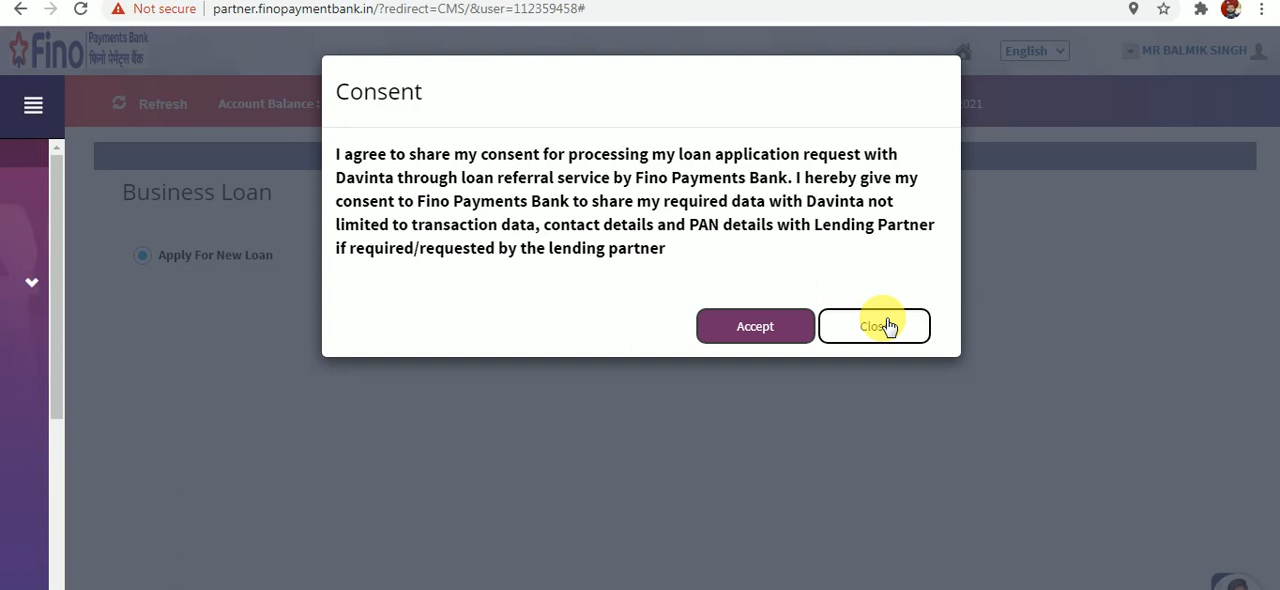 Not secure partner.finopaymentbank.in/?redirect=CMS/&user=112359458#
Fino Payments Bank
फिनो पेमेंट्स बैंक
English
MR BALMIK SINGH
Refresh
Account Balance :
2021
Consent
I agree to share my consent for processing my loan application request with
Davinta through loan referral service by Fino Payments Bank. I hereby give my
consent to Fino Payments Bank to share my required data with Davinta not
limited to transaction data, contact details and PAN details with Lending Partner
if required/requested by the lending partner
Accept
Business Loan
Apply For New Loan